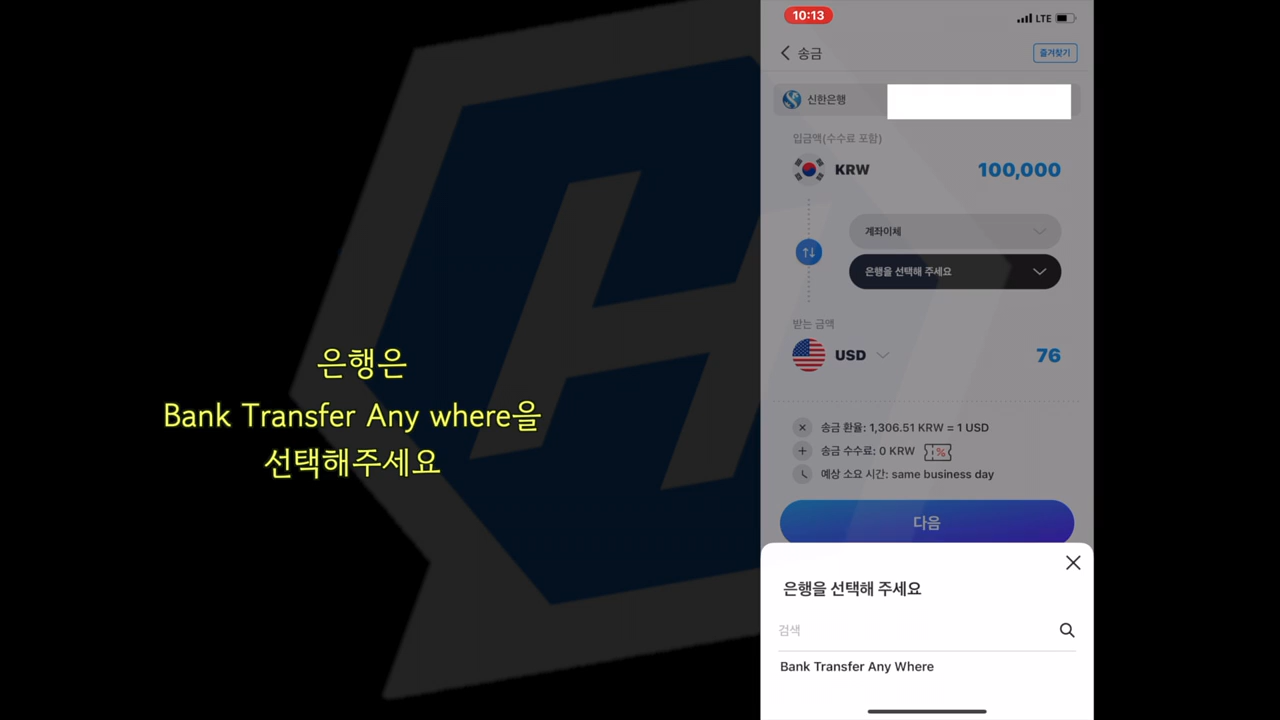 은행은
Bank Transfer Any where을
선택해주세요
10:13
LTE
송금
즐겨찾기
신한은행
입금액(수수료 포함)
KRW
100,000
계좌이체
은행을 선택해 주세요
받는 금액
USD
76
송금 환율: 1,306.51 KRW = 1 USD
송금 수수료: 0 KRW
%
예상 소요 시간: same business day
다음
은행을 선택해 주세요
검색
Bank Transfer Any Where